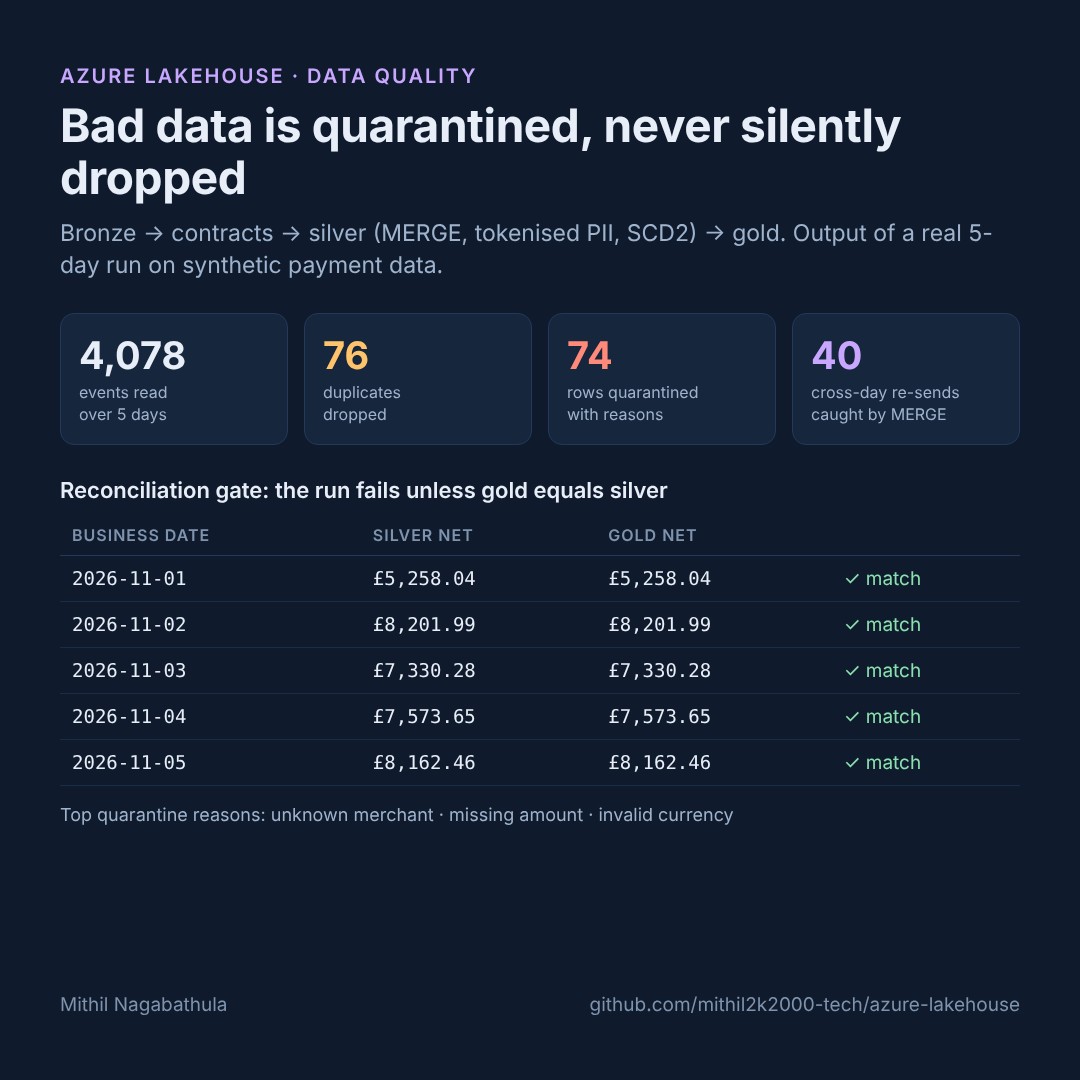 AZURE LAKEHOUSE · DATA QUALITY
Bad data is quarantined, never silently
dropped
Bronze → contracts → silver (MERGE, tokenised PII, SCD2) → gold. Output of a real 5-
day run on synthetic payment data.
4,078
events read
over 5 days
76
duplicates
dropped
74
rows quarantined
with reasons
40
cross-day re-sends
caught by MERGE
Reconciliation gate: the run fails unless gold equals silver
BUSINESS DATE SILVER NET GOLD NET
2026-11-01 £5,258.04 £5,258.04 ✓ match
2026-11-02 £8,201.99 £8,201.99 ✓ match
2026-11-03 £7,330.28 £7,330.28 ✓ match
2026-11-04 £7,573.65 £7,573.65 ✓ match
2026-11-05 £8,162.46 £8,162.46 ✓ match
Top quarantine reasons: unknown merchant · missing amount · invalid currency
Mithil Nagabathula github.com/mithil2k2000-tech/azure-lakehouse